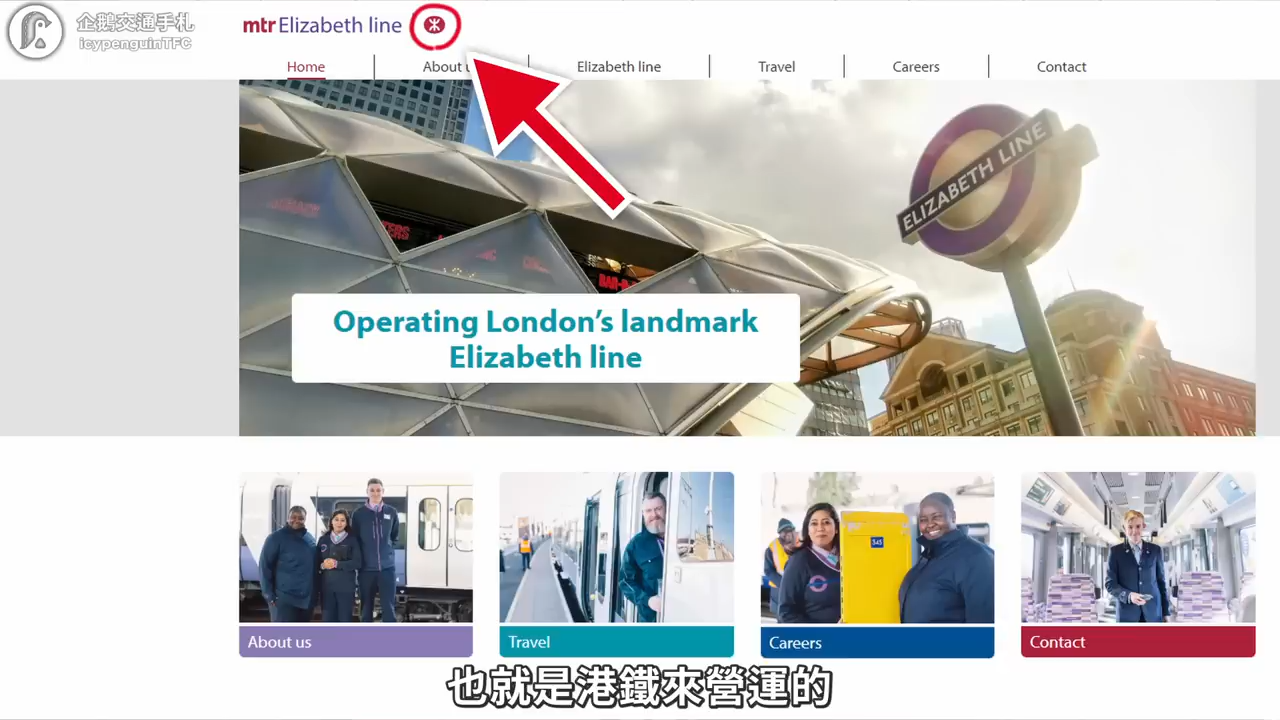 企鵝交通手札
icypenguinTFC
mtr Elizabeth line
Home
About u
Elizabeth line
Travel
Careers
Contact
ELIZABETH LINE
Operating London's landmark
Elizabeth line
345
About us
Travel
Careers
Contact
也就是港鐵來營運的